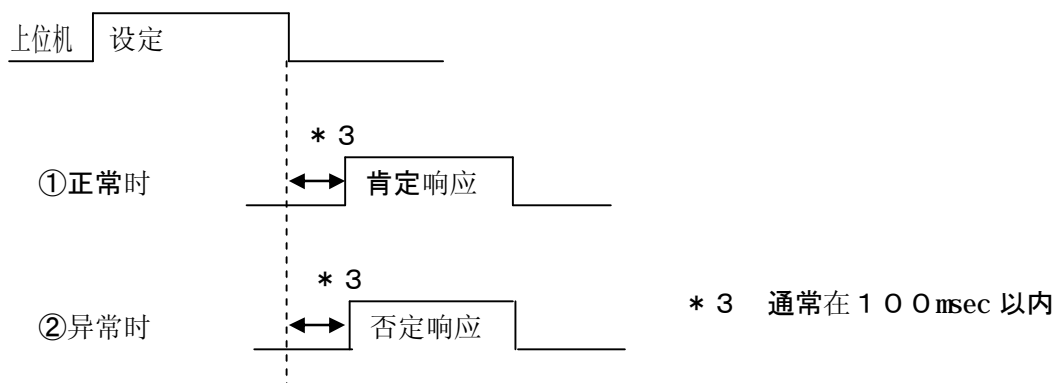 上位机 设定
＊３
①正常时 肯定响应
＊３
＊３ 通常在１００msec 以内
②异常时 否定响应